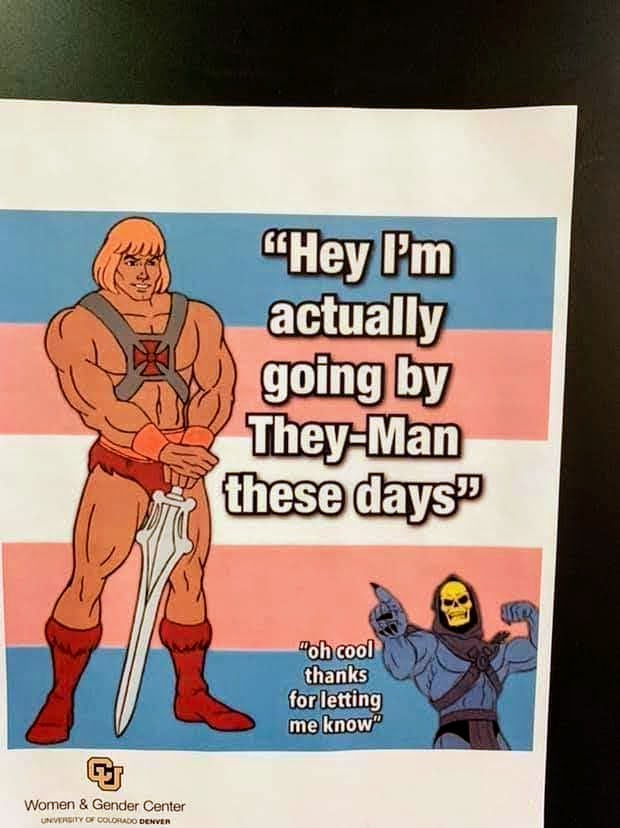 “Hey I’m
actually
going by
They-Man
these days”
"oh cool
thanks
for letting
me know"
CU
Women & Gender Center
UNIVERSITY OF COLORADO DENVER